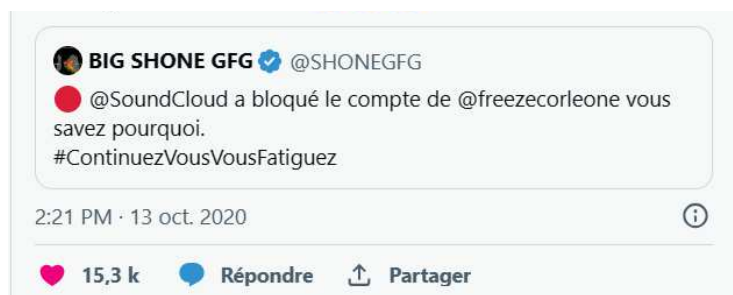 BIG SHONE GFG @SHONEGFG
🔴 @SoundCloud a bloqué le compte de @freezecorleone vous
savez pourquoi.
#ContinuezVousVousFatiguez
2:21 PM · 13 oct. 2020
15,3 k Répondre Partager